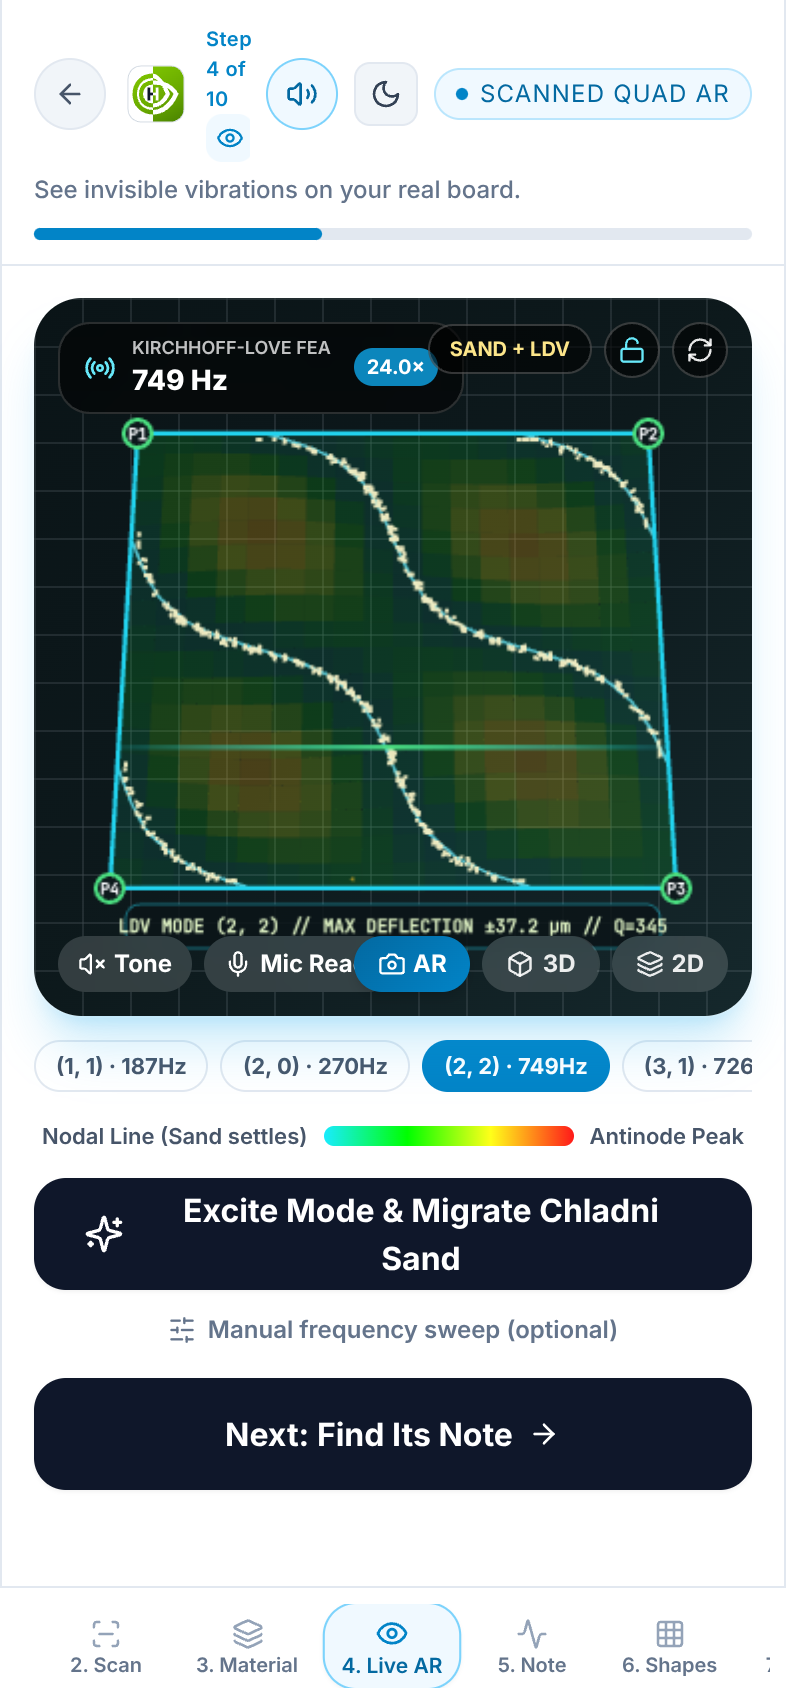 Step
4 of
10
SCANNED QUAD AR
See invisible vibrations on your real board.
KIRCHHOFF-LOVE FEA
749 Hz
24.0×
SAND + LDV
P1
P2
P4
P3
LDV MODE (2, 2) // MAX DEFLECTION ±37.2 µm // Q=345
Tone
Mic Rea
AR
3D
2D
(1, 1) · 187Hz
(2, 0) · 270Hz
(2, 2) · 749Hz
(3, 1) · 726
Nodal Line (Sand settles)
Antinode Peak
Excite Mode & Migrate Chladni
Sand
Manual frequency sweep (optional)
Next: Find Its Note
2. Scan
3. Material
4. Live AR
5. Note
6. Shapes